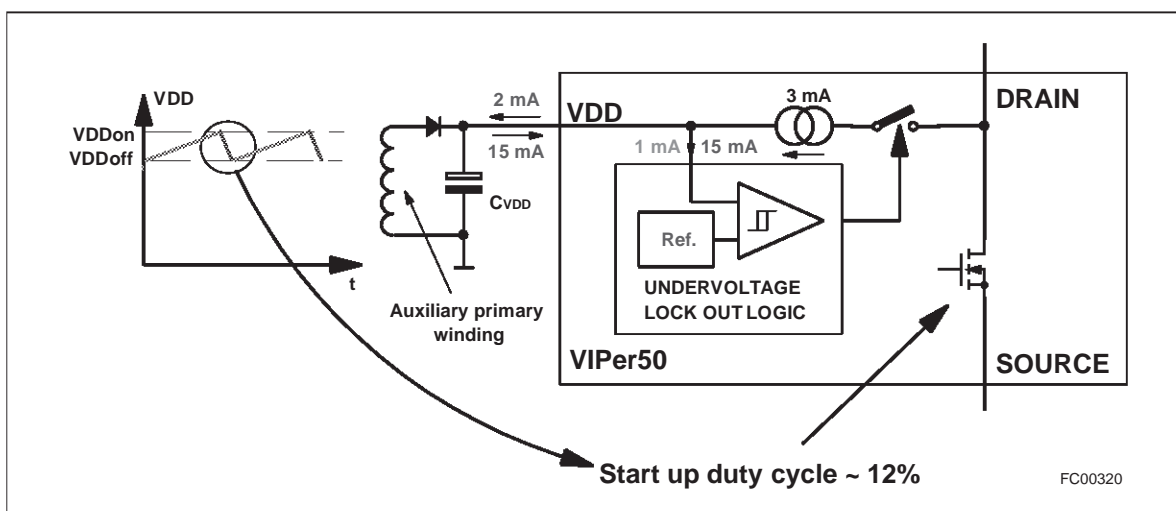 VDD
VDDon
VDDoff
t
2 mA
15 mA
CVDD
Auxiliary primary
winding
VDD
3 mA
DRAIN
1 mA
15 mA
Ref.
UNDERVOLTAGE
LOCK OUT LOGIC
VIPer50
SOURCE
Start up duty cycle ~ 12%
FC00320